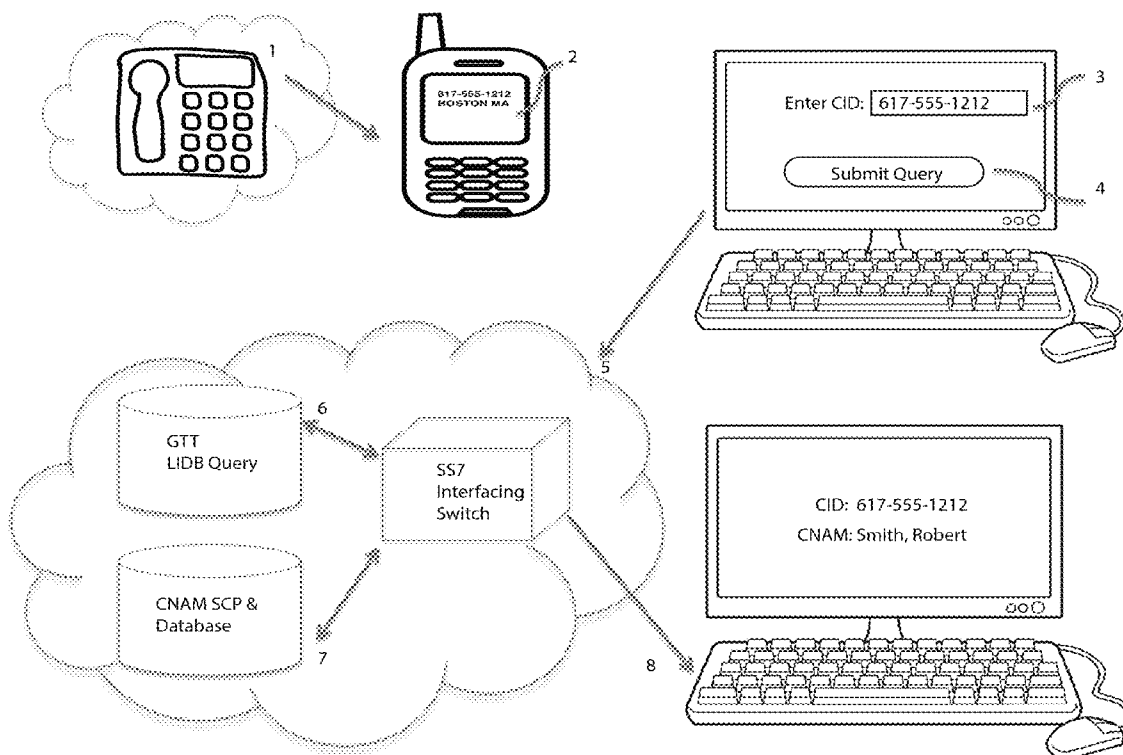 1
2
617-555-1212
BOSTON MA
3
Enter CID: 617-555-1212
Submit Query
4
5
6
GTT
LIDB Query
SS7
Interfacing
Switch
CNAM SCP &
Database
7
8
CID: 617-555-1212
CNAM: Smith, Robert